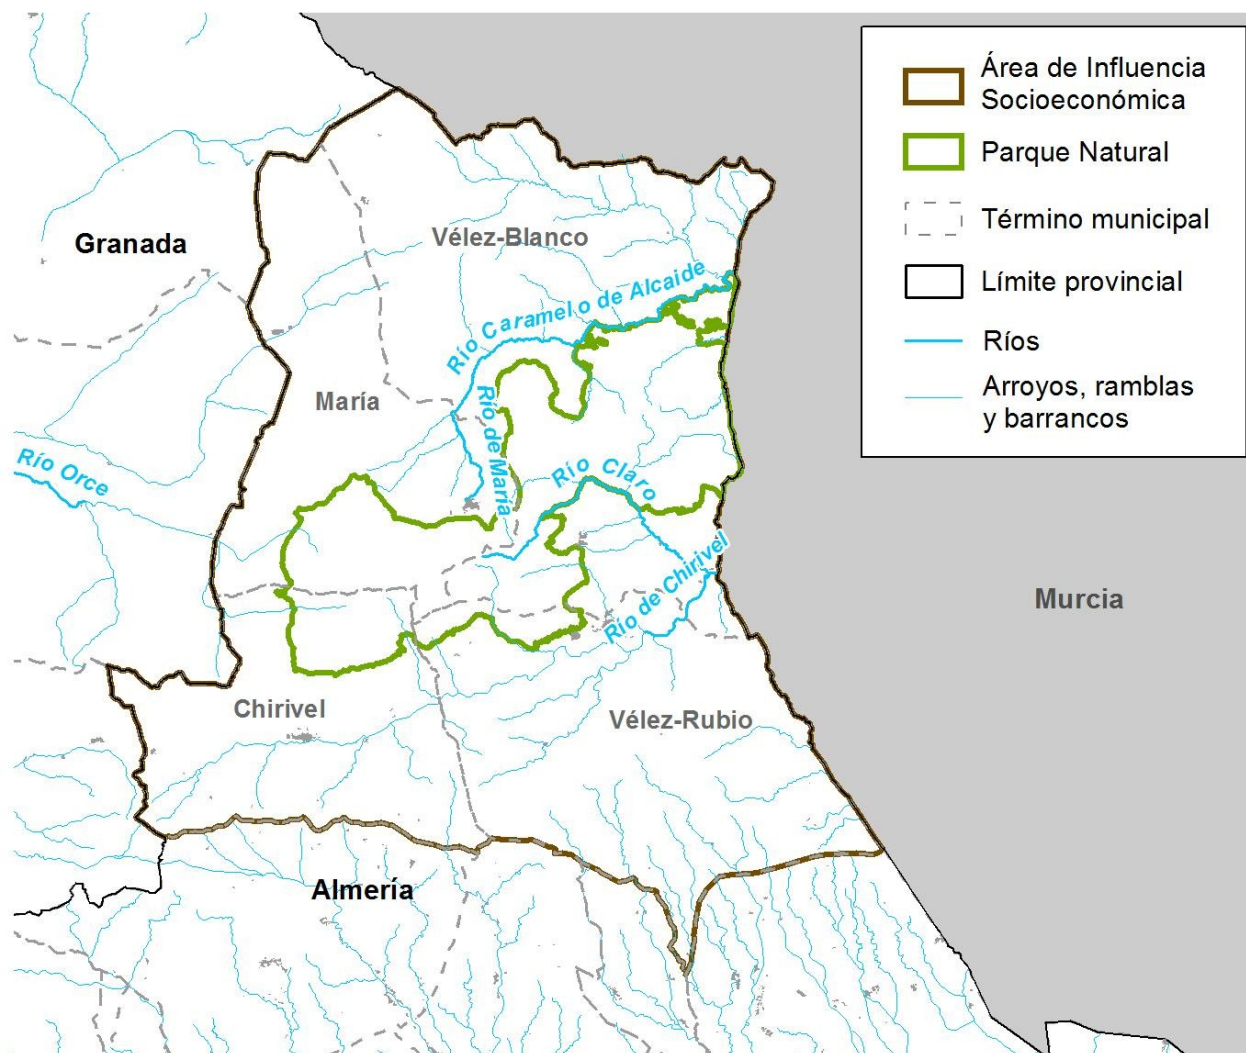 Área de Influencia
Socioeconómica
Parque Natural
Término municipal
Límite provincial
Ríos
Arroyos, ramblas
y barrancos
Granada
Vélez-Blanco
Río Caramelo de Alcaide
María
Río de María
Río Orce
Río Claro
Río de Chirivel
Murcia
Chirivel
Vélez-Rubio
Almería